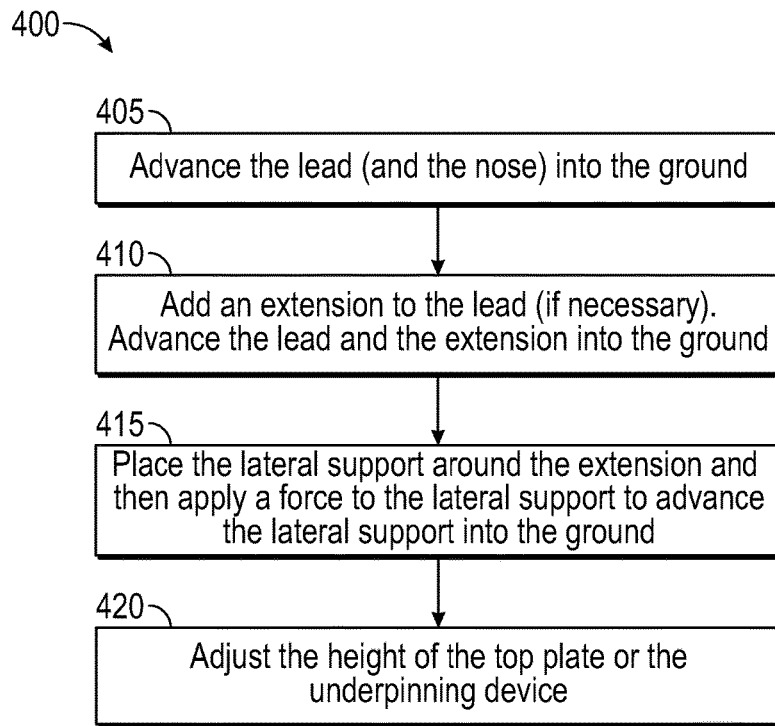 400
405
Advance the lead (and the nose) into the ground
410
Add an extension to the lead (if necessary).
Advance the lead and the extension into the ground
415
Place the lateral support around the extension and
then apply a force to the lateral support to advance
the lateral support into the ground
420
Adjust the height of the top plate or the
underpinning device